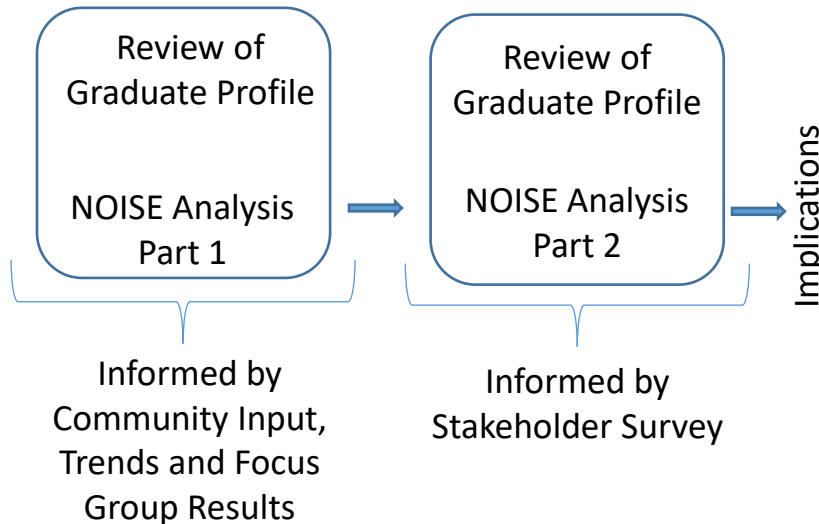 Review of
Graduate Profile
NOISE Analysis
Part 1
Informed by
Community Input,
Trends and Focus
Group Results
Review of
Graduate Profile
NOISE Analysis
Part 2
Informed by
Stakeholder Survey
Implications